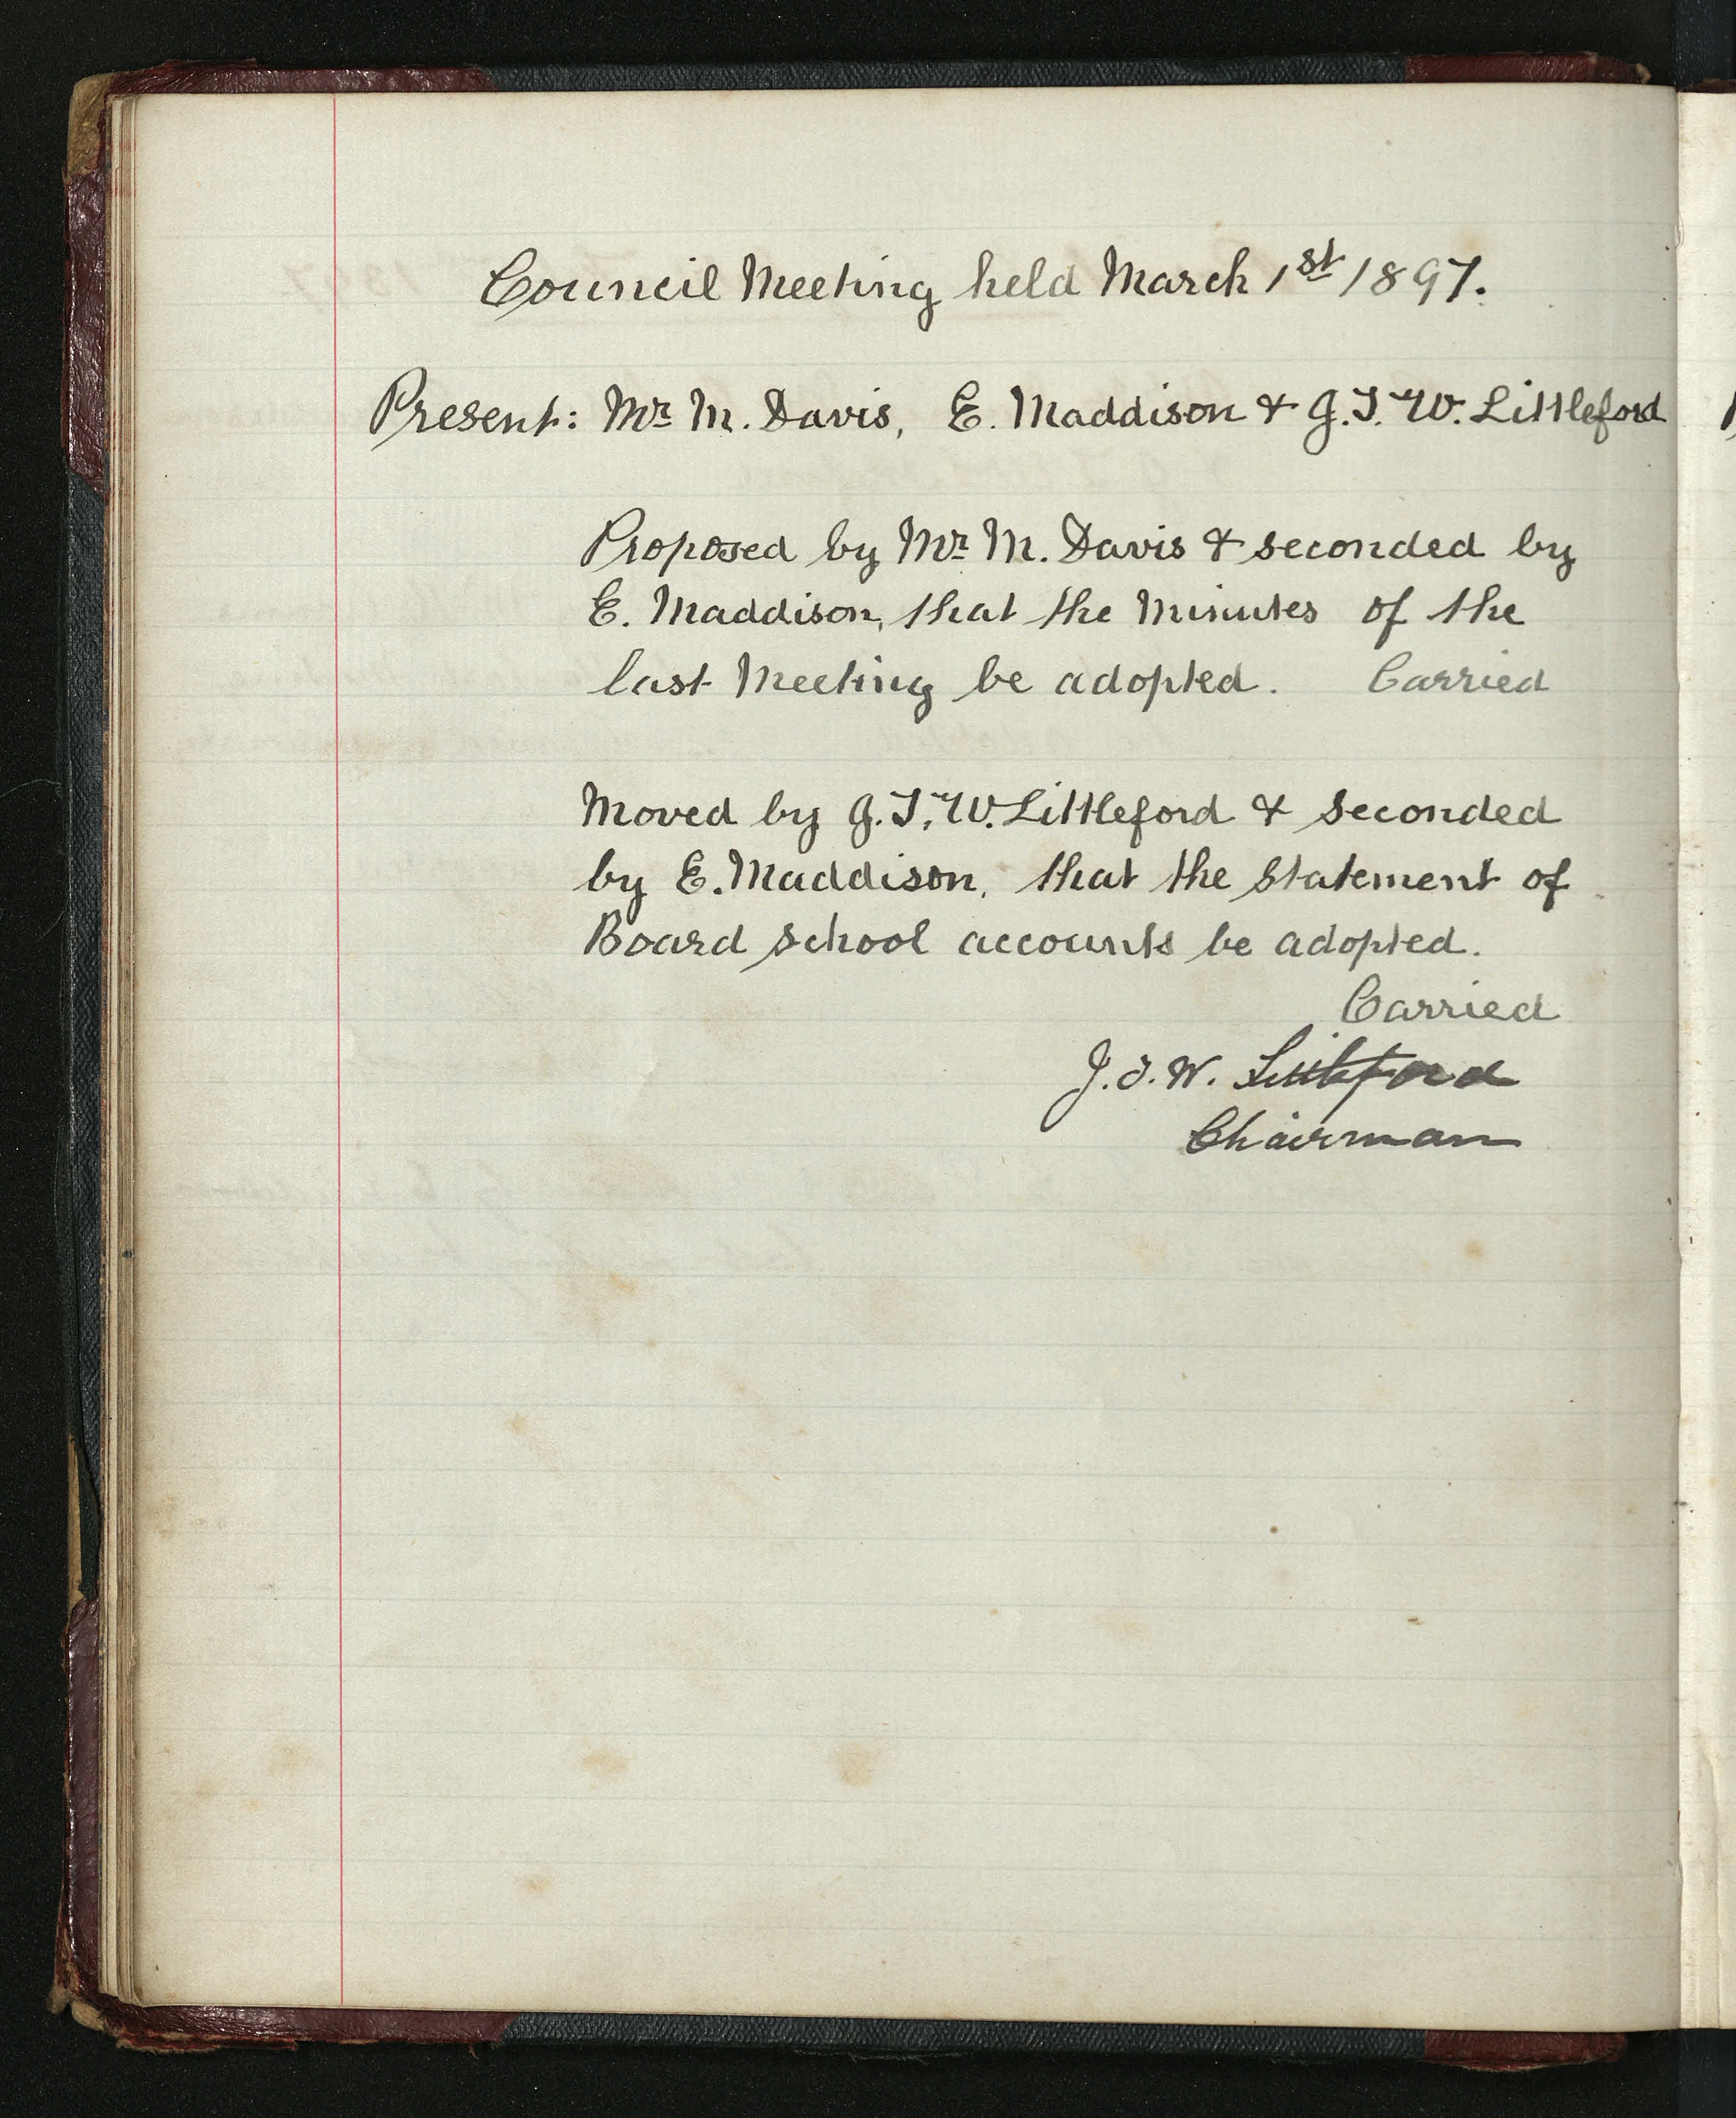 Council Meeting held March 1st 1897.
Present: Mr M. Davis, E. Maddison & J.T.W. Littleford
Proposed by Mr M. Davis & seconded by
E. Maddison, that the Minutes of the
last Meeting be adopted. Carried
Moved by J.T.W. Littleford & seconded
by E. Maddison, that the statement of
Board school accounts be adopted.
Carried
J.T.W. Littleford
Chairman